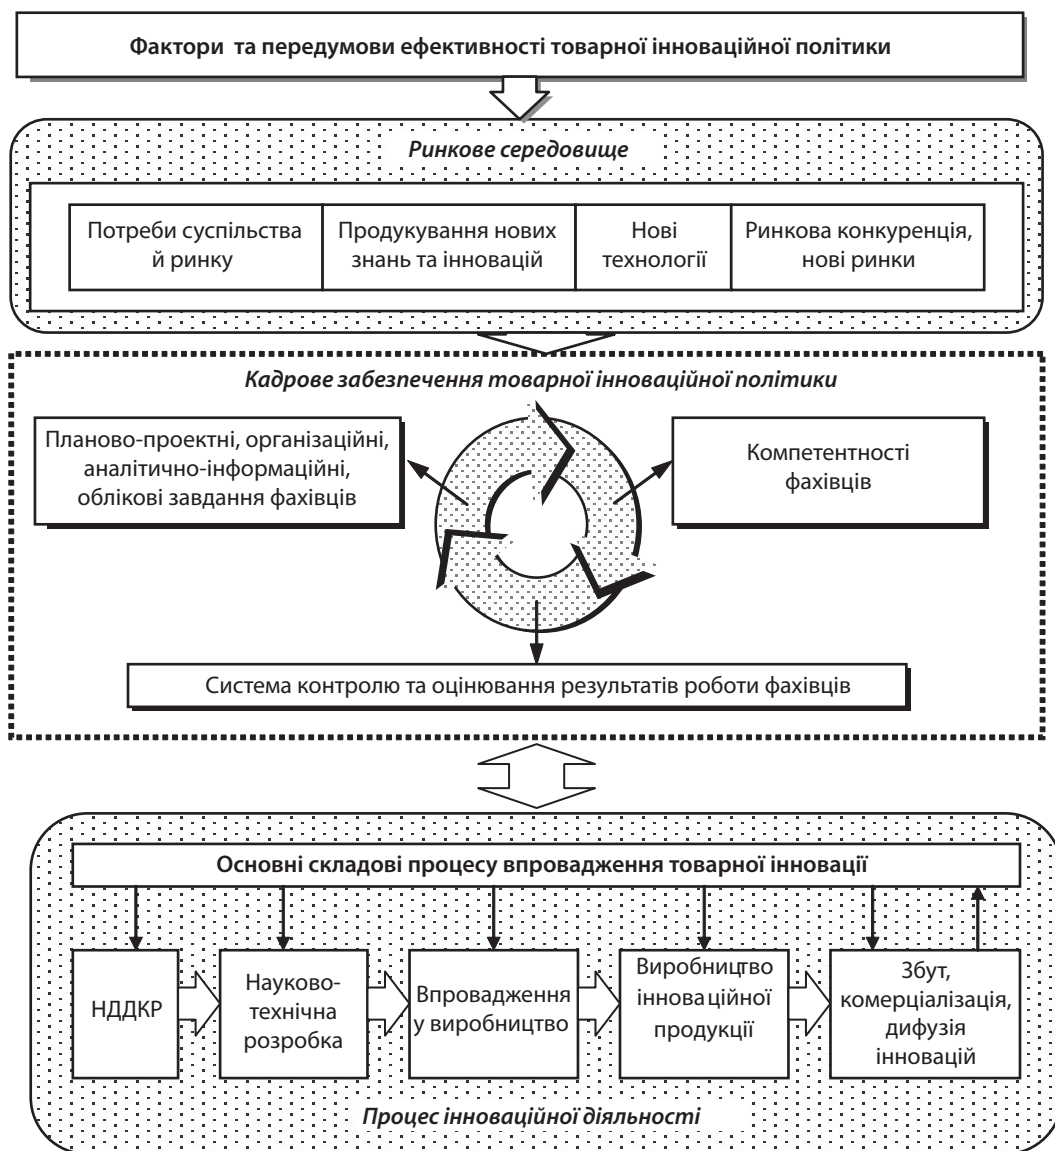 Фактори та передумови ефективності товарної інноваційної політики
Ринкове середовище
Потреби суспільства
й ринку
Продукування нових
знань та інновацій
Нові
технології
Ринкова конкуренція,
нові ринки
Кадрове забезпечення товарної інноваційної політики
Планово-проектні, організаційні,
аналітично-інформаційні,
облікові завдання фахівців
Компетентності
фахівців
Система контролю та оцінювання результатів роботи фахівців
Основні складові процесу впровадження товарної інновації
НДДКР
Науково-
технічна
розробка
Впровадження
у виробництво
Виробництво
інноваційної
продукції
Збут,
комерціалізація,
дифузія
інновацій
Процес інноваційної діяльності